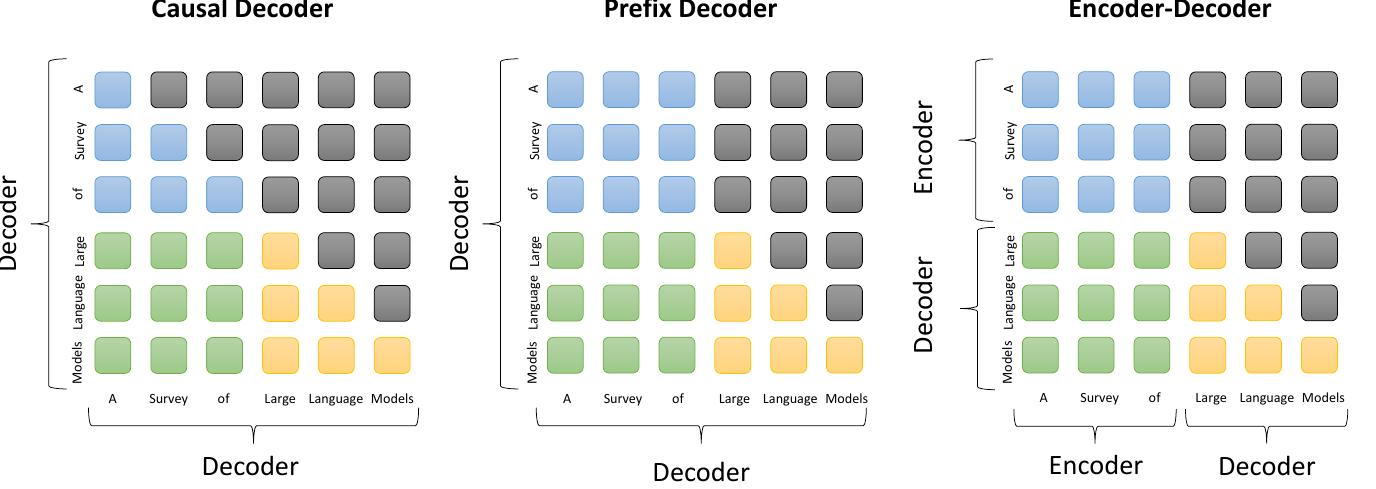 Causal Decoder
Prefix Decoder
Encoder-Decoder
Decoder
A
Survey
of
Large
Language
Models
A Survey of Large Language Models
Decoder
Decoder
A
Survey
of
Large
Language
Models
A Survey of Large Language Models
Decoder
Encoder
Decoder
A
Survey
of
Large
Language
Models
A Survey of Large Language Models
Encoder Decoder